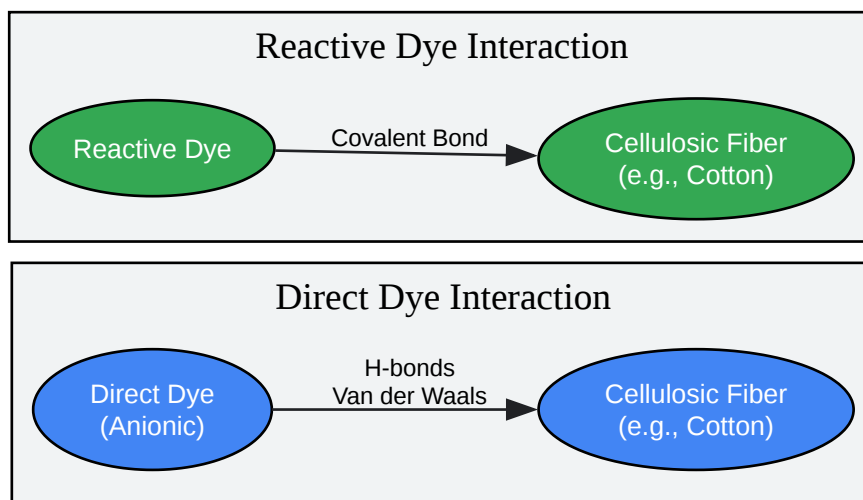 Reactive Dye Interaction
Reactive Dye
Covalent Bond
Cellulosic Fiber
(e.g., Cotton)
Direct Dye Interaction
Direct Dye
(Anionic)
H-bonds
Van der Waals
Cellulosic Fiber
(e.g., Cotton)